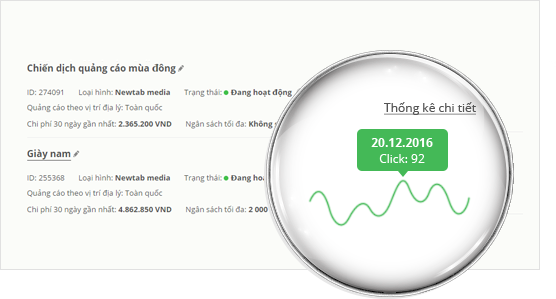 Chiến dịch quảng cáo mùa đông
ID: 274091 Loại hình: Newtab media Trạng thái: Đang hoạt động
Quảng cáo theo vị trí địa lý: Toàn quốc
Chi phí 30 ngày gần nhất: 2.365.200 VND Ngân sách tối đa: Không
Giày nam
ID: 255368 Loại hình: Newtab media Trạng thái: Đang
Quảng cáo theo vị trí địa lý: Toàn quốc
Chi phí 30 ngày gần nhất: 4.862.850 VND Ngân sách tối đa: 2 000
Thống kê chi tiết
20.12.2016
Click: 92